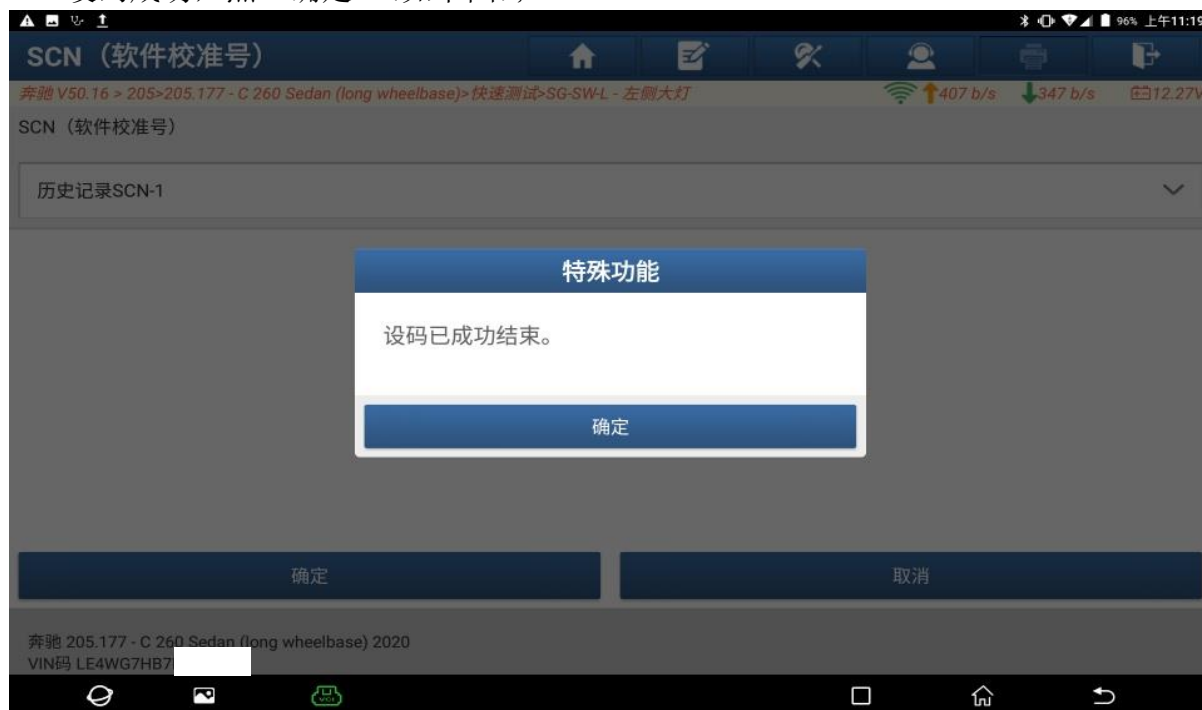 96% 上午11:19
SCN（软件校准号）
奔驰 V50.16 > 205>205.177 - C 260 Sedan (long wheelbase)>快速测试>SG-SW-L - 左侧大灯
407 b/s
347 b/s
12.27V
SCN（软件校准号）
历史记录SCN-1
特殊功能
设码已成功结束。
确定
确定
取消
奔驰 205.177 - C 260 Sedan (long wheelbase) 2020
VIN码 LE4WG7HB7